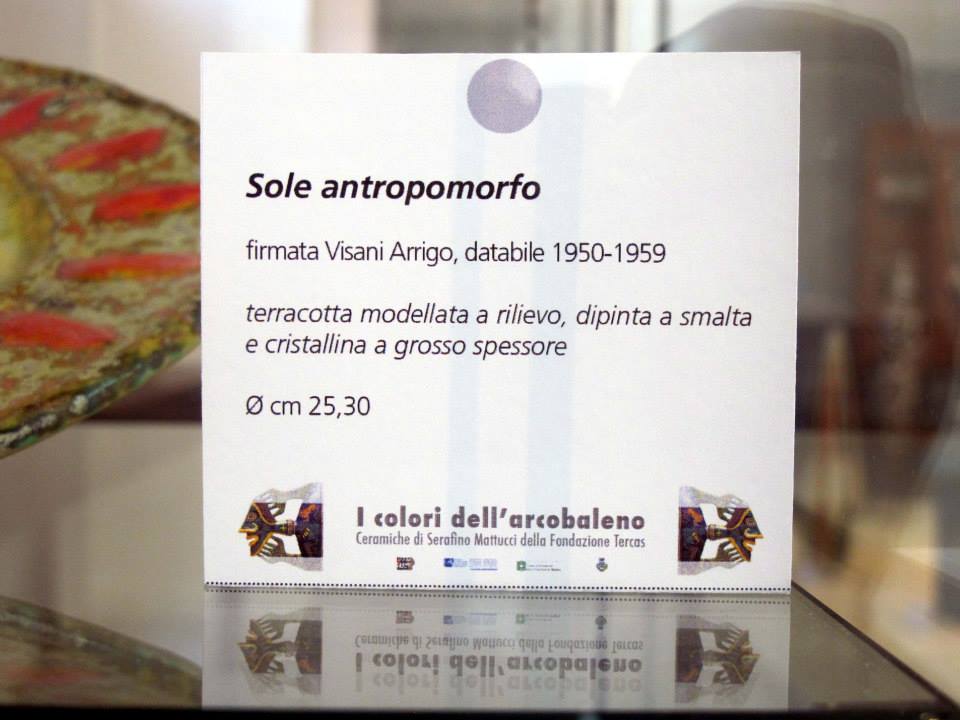 Sole antropomorfo
firmata Visani Arrigo, databile 1950-1959
terracotta modellata a rilievo, dipinta a smalta
e cristallina a grosso spessore
Ø cm 25,30
I colori dell'arcobaleno
Ceramiche di Serafino Mattucci della Fondazione Tercas